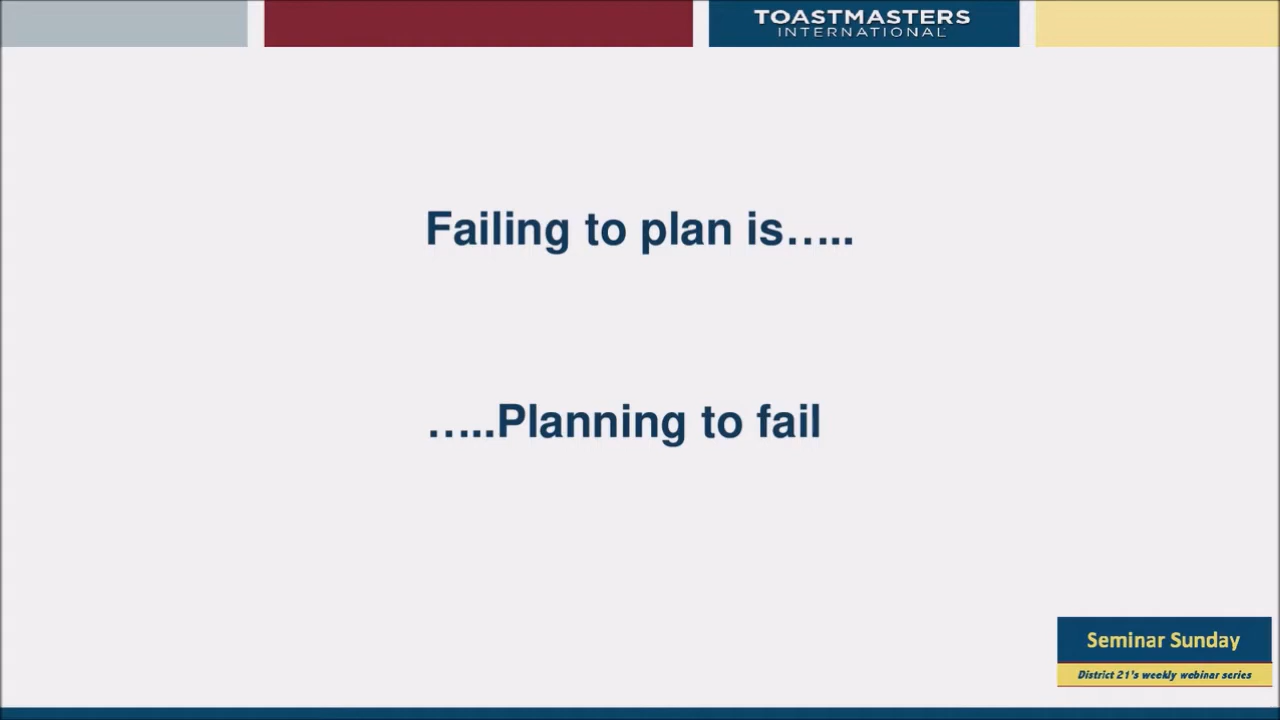 TOASTMASTERS
INTERNATIONAL
Failing to plan is…..
…..Planning to fail
Seminar Sunday
District 21's weekly webinar series